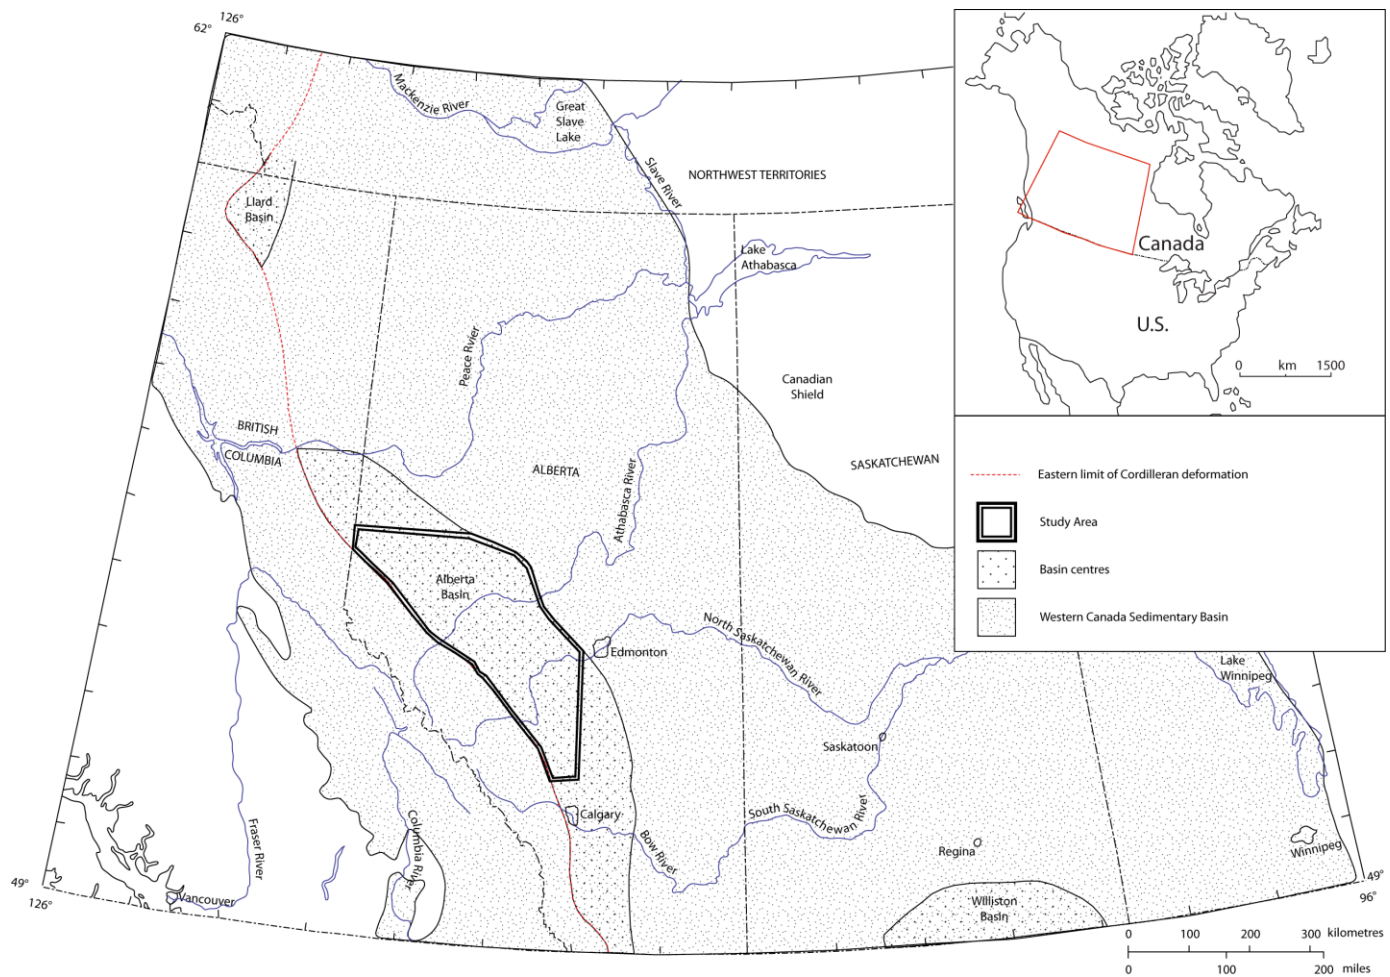 126°
62°
Mackenzie River
Great
Slave
Lake
Slave River
NORTHWEST TERRITORIES
Llard
Basin
Lake
Athabasca
Peace Rvier
Canadian
Shield
BRITISH
COLUMBIA
ALBERTA
Athabasca River
SASKATCHEWAN
Alberta
Basin
Edmonton
North Saskatchewan River
Saskatoon
Calgary
Bow River
South Saskatchewan River
Regina
Williston
Basin
Winnipeg
Lake
Winnipeg
Fraser River
Columbia River
Vancouver
49°
126°
49°
96°
0 100 200 300 kilometres
0 100 200 miles
Canada
U.S.
0 km 1500
Eastern limit of Cordilleran deformation
Study Area
Basin centres
Western Canada Sedimentary Basin